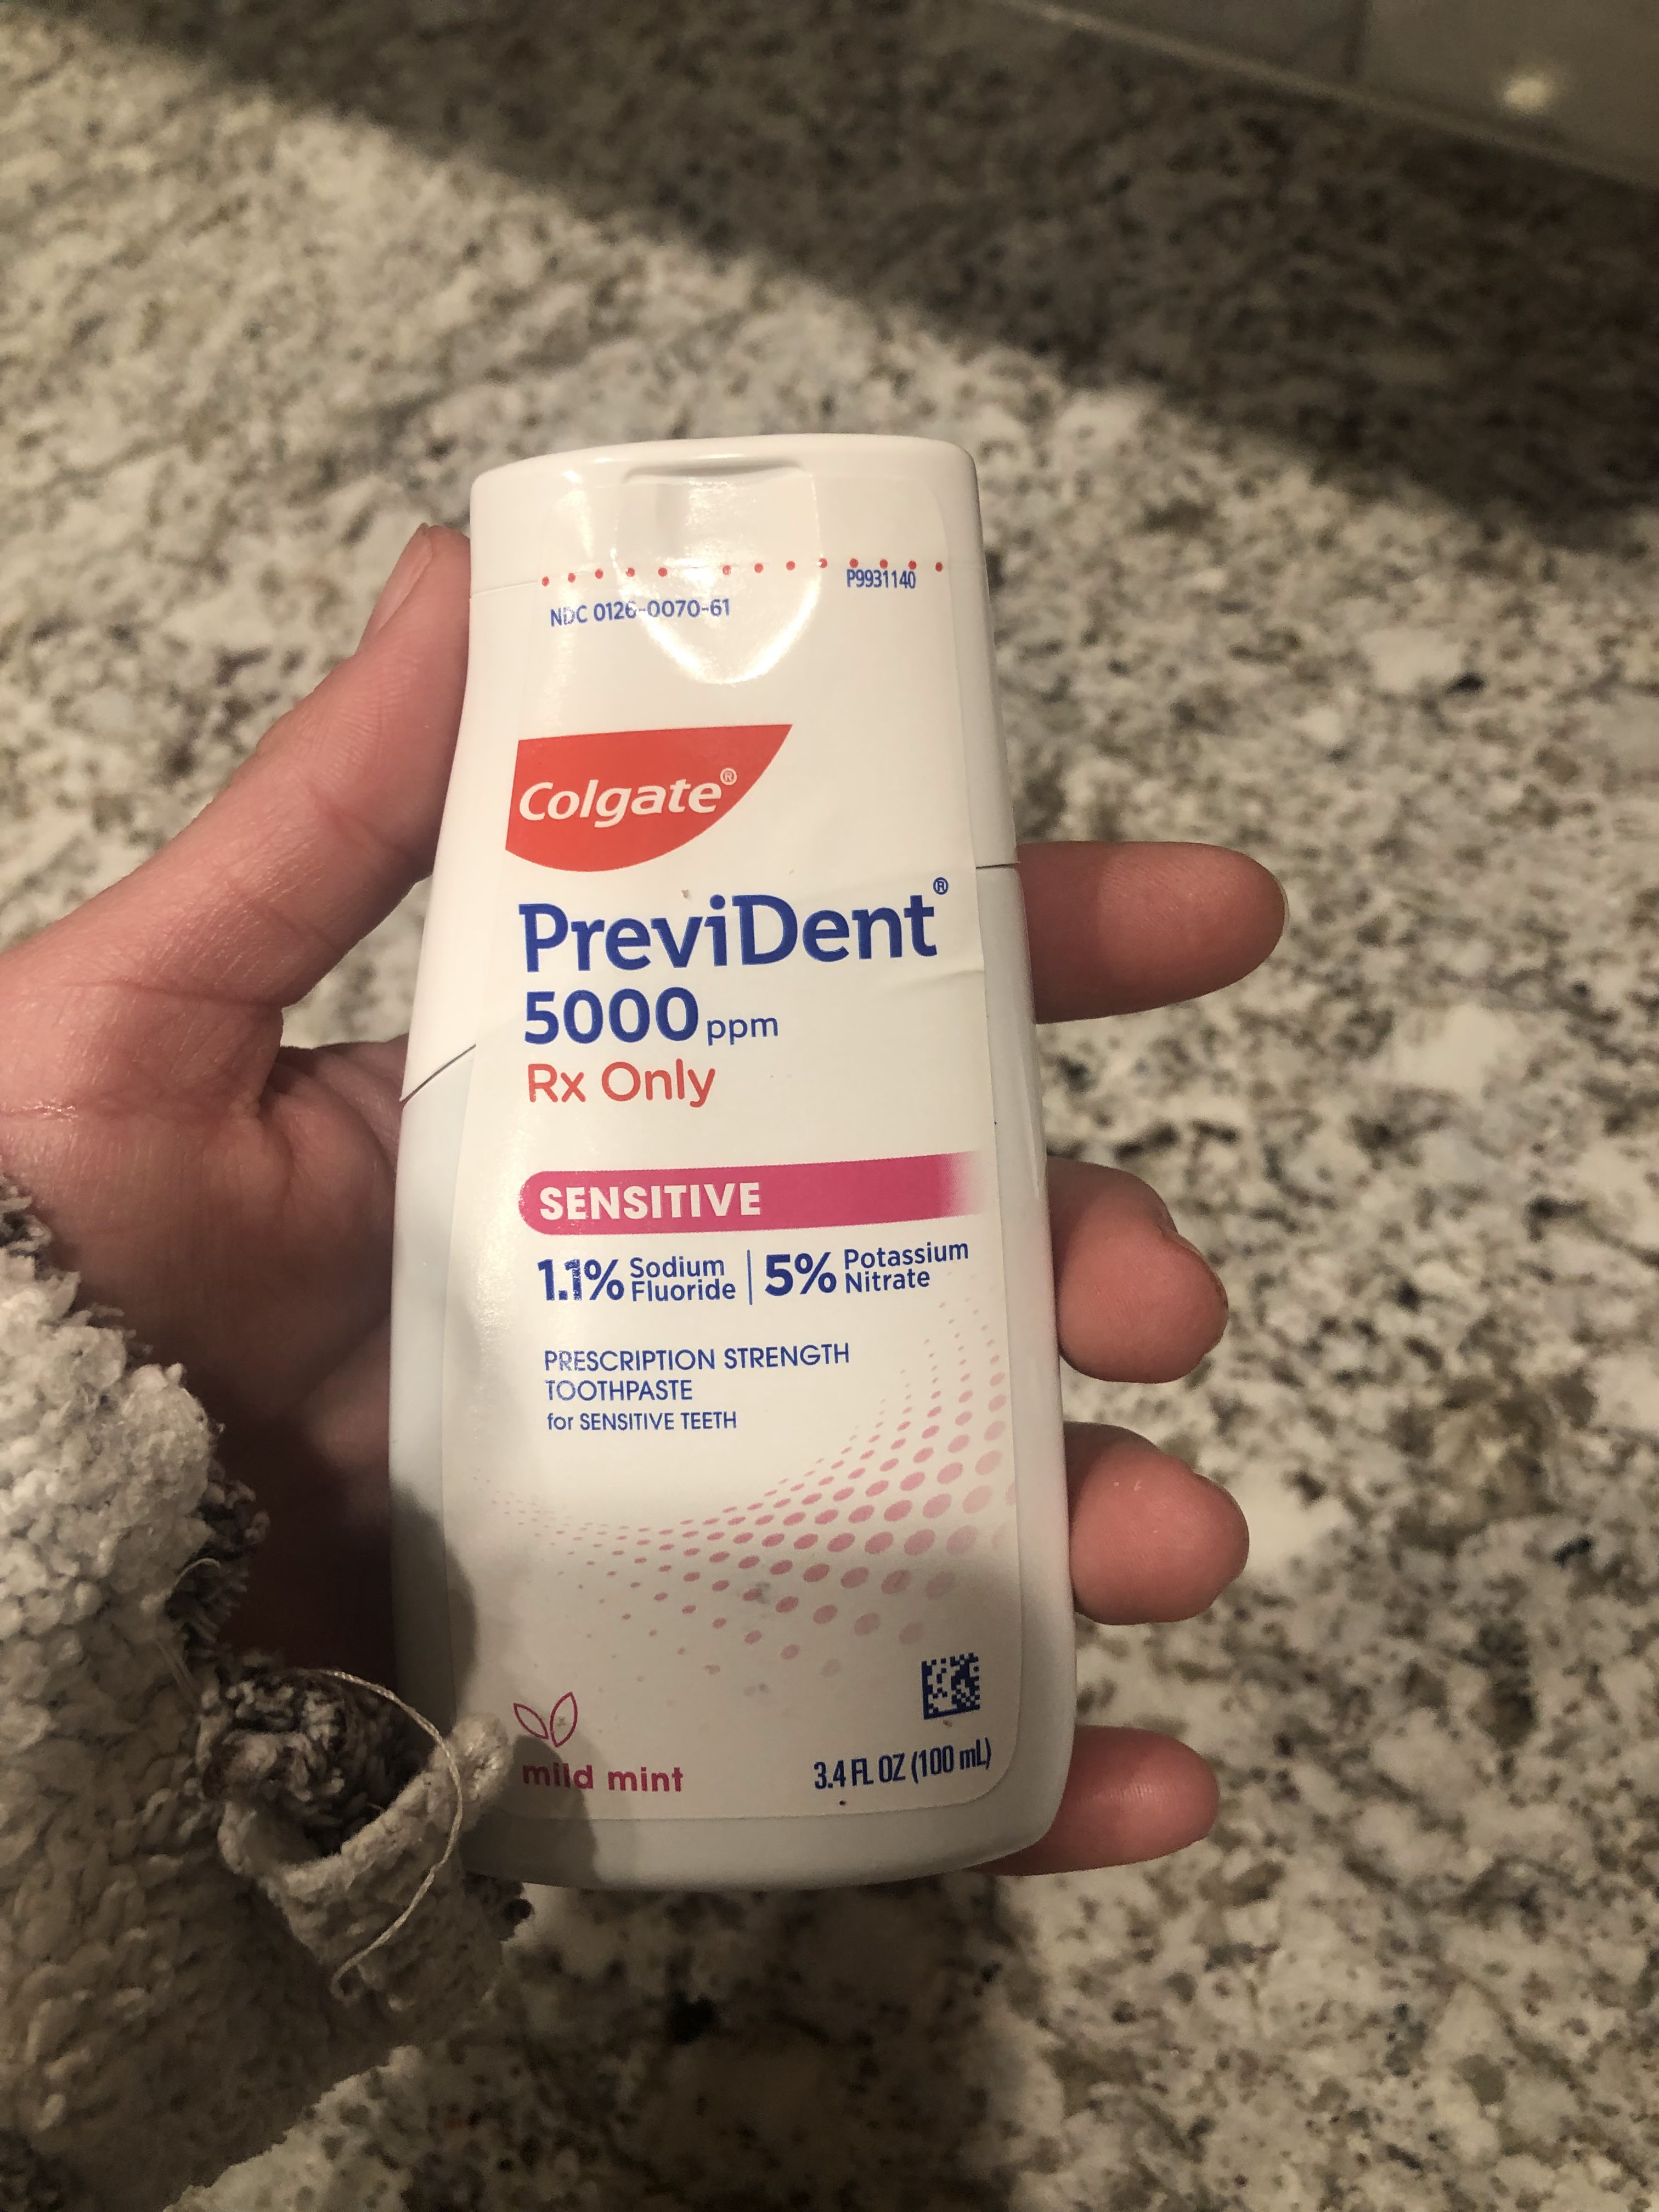 P9931140
NDC 0126-0070-61
Colgate®
PreviDent®
5000 ppm
Rx Only
SENSITIVE
1.1% Sodium Fluoride | 5% Potassium Nitrate
PRESCRIPTION STRENGTH
TOOTHPASTE
for SENSITIVE TEETH
mild mint
3.4 FL OZ (100 mL)